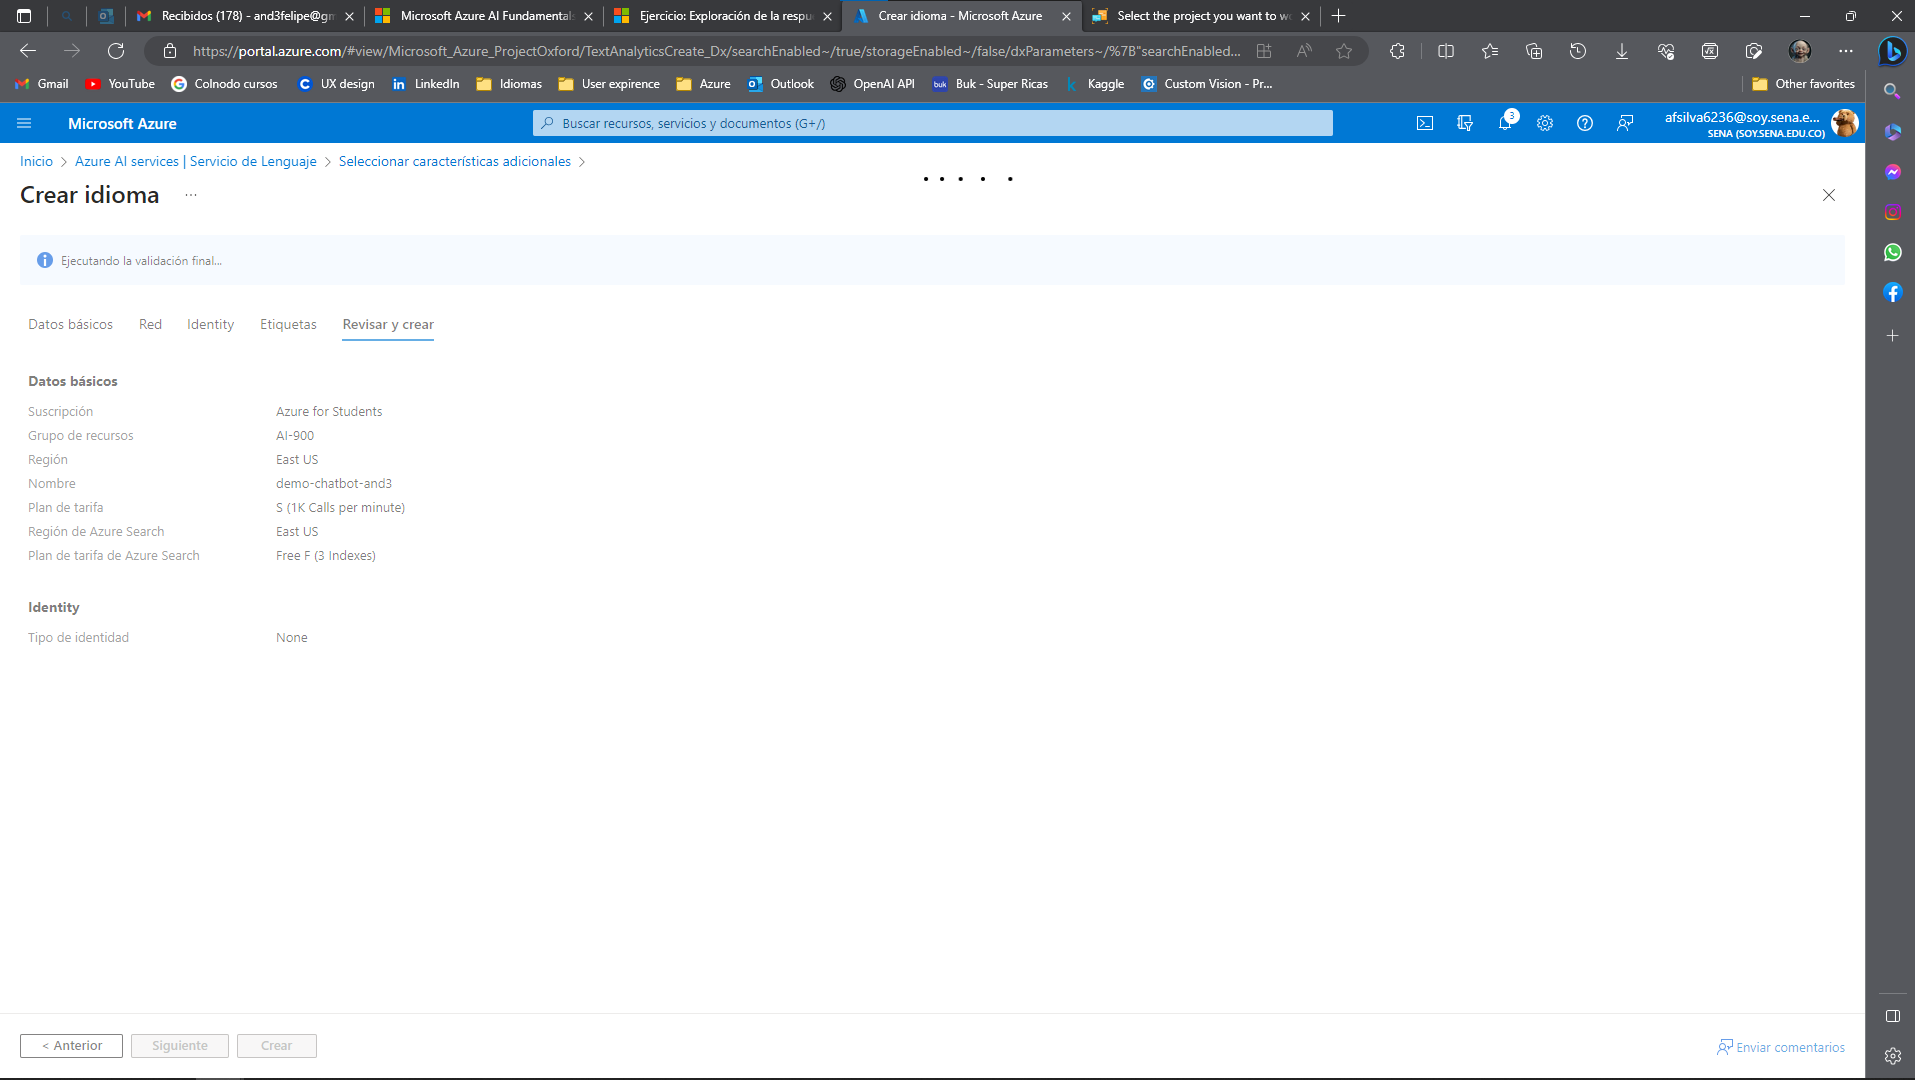 Recibidos (178) - and3felipe@gm
Microsoft Azure AI Fundamentals
Ejercicio: Exploración de la respu
Crear idioma - Microsoft Azure
Select the project you want to wo
https://portal.azure.com/#view/Microsoft_Azure_ProjectOxford/TextAnalyticsCreate_Dx/searchEnabled~/true/storageEnabled~/false/dxParameters~/%7B"searchEnabled...
Gmail
YouTube
Colnodo cursos
UX design
LinkedIn
Idiomas
User expirence
Azure
Outlook
OpenAI API
buk
Buk - Super Ricas
Kaggle
Custom Vision - Pr...
Other favorites
Microsoft Azure
Buscar recursos, servicios y documentos (G+/)
3
afsilva6236@soy.sena.e...
SENA (SOY.SENA.EDU.CO)
Inicio > Azure AI services | Servicio de Lenguaje > Seleccionar características adicionales >
Crear idioma ...
Ejecutando la validación final...
Datos básicos
Red
Identity
Etiquetas
Revisar y crear
Datos básicos
Suscripción Azure for Students
Grupo de recursos AI-900
Región East US
Nombre demo-chatbot-and3
Plan de tarifa S (1K Calls per minute)
Región de Azure Search East US
Plan de tarifa de Azure Search Free F (3 Indexes)
Identity
Tipo de identidad None
< Anterior
Siguiente
Crear
Enviar comentarios